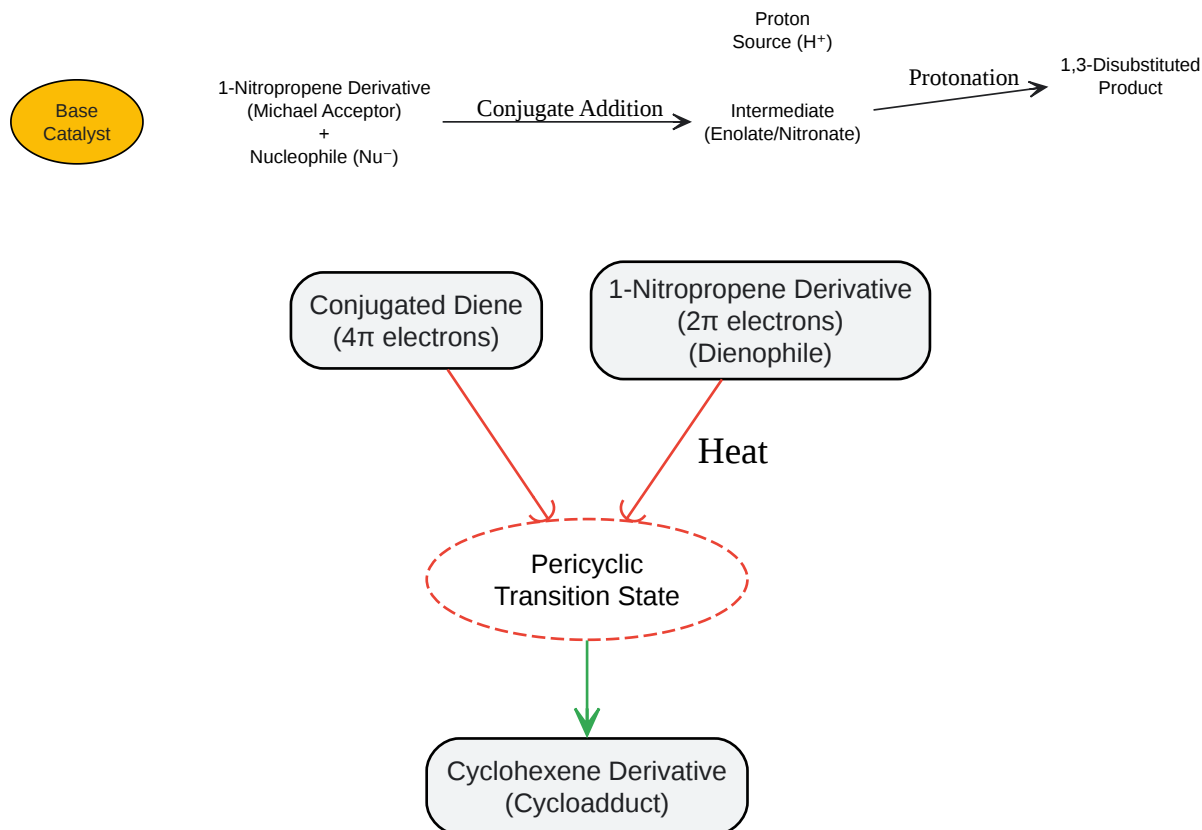 Base
Catalyst
1-Nitropropene Derivative
(Michael Acceptor)
+
Nucleophile (Nu⁻)
Conjugate Addition
Proton
Source (H⁺)
Intermediate
(Enolate/Nitronate)
Protonation
1,3-Disubstituted
Product
Conjugated Diene
(4π electrons)
1-Nitropropene Derivative
(2π electrons)
(Dienophile)
Heat
Pericyclic
Transition State
Cyclohexene Derivative
(Cycloadduct)